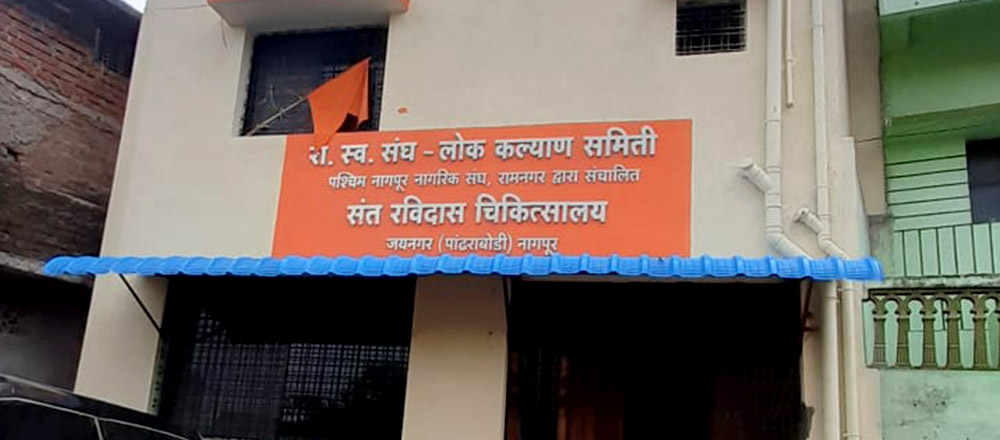 रा. स्व. संघ - लोक कल्याण समिती
पश्चिम नागपूर नागरिक संघ, रामनगर द्वारा संचालित
संत रविदास चिकित्सालय
जयनगर (पांढराबोडी) नागपूर